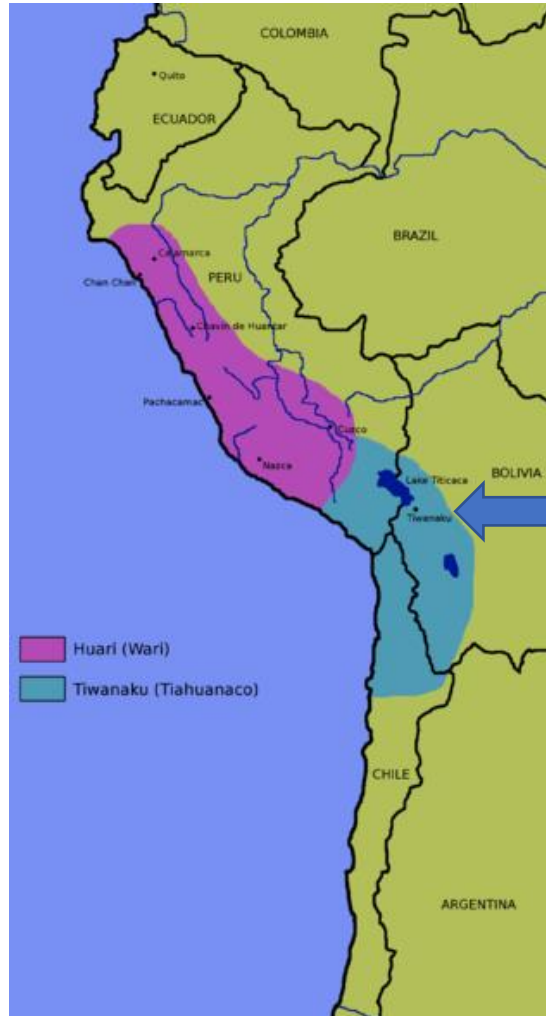 COLOMBIA
Quito
ECUADOR
BRAZIL
Cajamarca
PERU
Chan Chan
Chavin de Huantar
Pachacamac
Cuzco
Nazca
Lake Titicaca
BOLIVIA
Tiwanaku
Huari (Wari)
Tiwanaku (Tiahuanaco)
CHILE
ARGENTINA